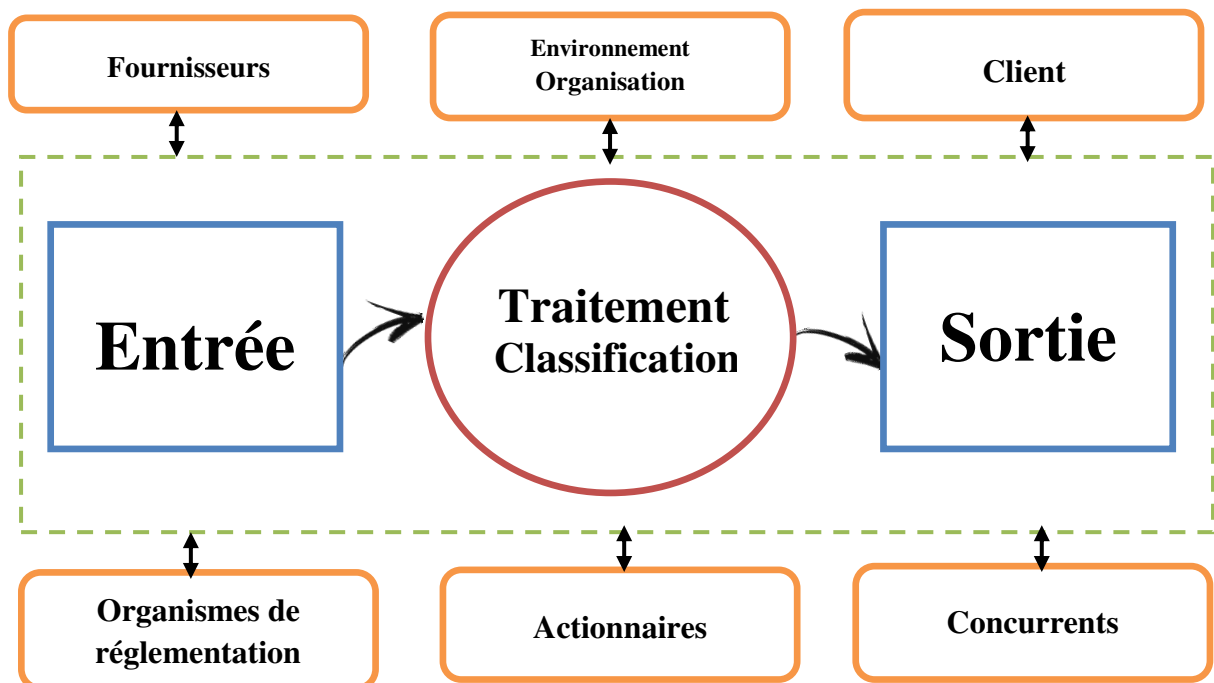 Fournisseurs
Environnement
Organisation
Client
Entrée
Traitement
Classification
Sortie
Organismes de
réglementation
Actionnaires
Concurrents